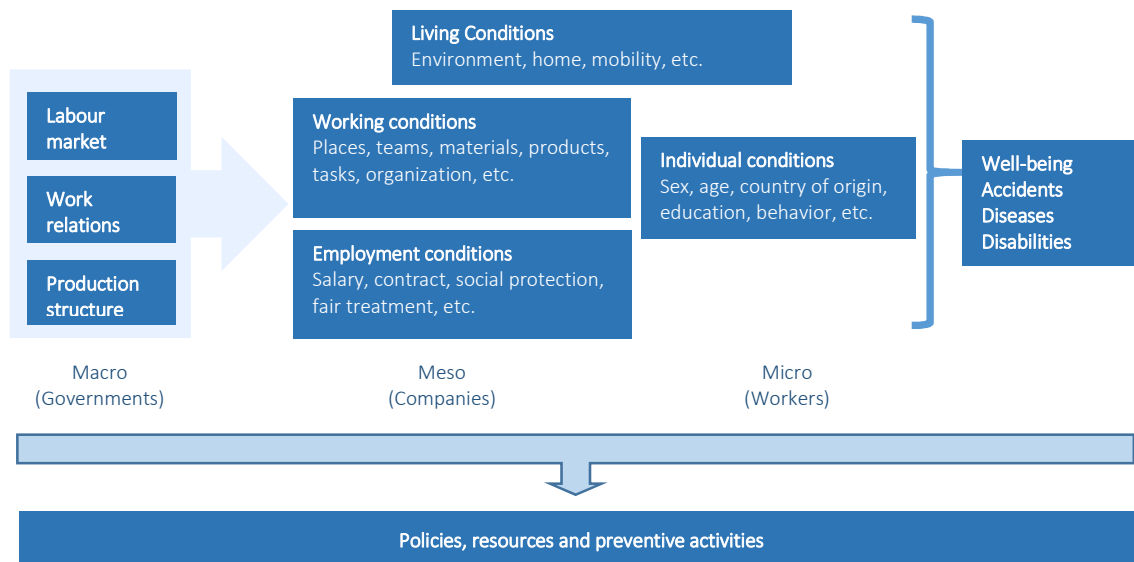 Living Conditions
Environment, home, mobility, etc.
Labour
market
Work
relations
Production
structure
Working conditions
Places, teams, materials, products,
tasks, organization, etc.
Employment conditions
Salary, contract, social protection,
fair treatment, etc.
Individual conditions
Sex, age, country of origin,
education, behavior, etc.
Well-being
Accidents
Diseases
Disabilities
Macro
(Governments)
Meso
(Companies)
Micro
(Workers)
Policies, resources and preventive activities